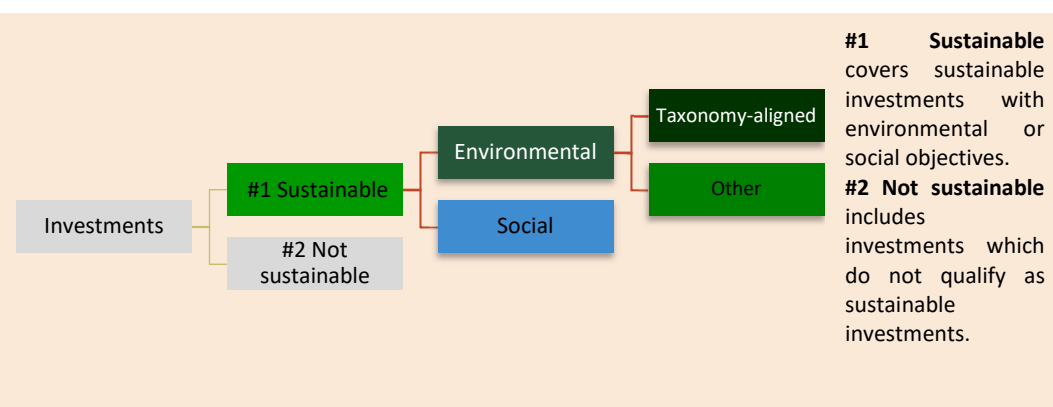 Investments
#1 Sustainable
#2 Not
sustainable
Environmental
Social
Taxonomy-aligned
Other
#1 Sustainable
covers sustainable
investments with
environmental or
social objectives.
#2 Not sustainable
includes
investments which
do not qualify as
sustainable
investments.